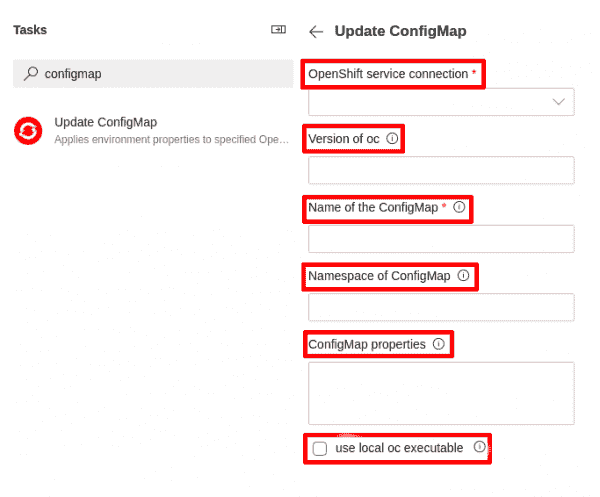 Tasks
configmap
Update ConfigMap
Applies environment properties to specified Ope...
Update ConfigMap
OpenShift service connection *
Version of oc
Name of the ConfigMap *
Namespace of ConfigMap
ConfigMap properties
use local oc executable